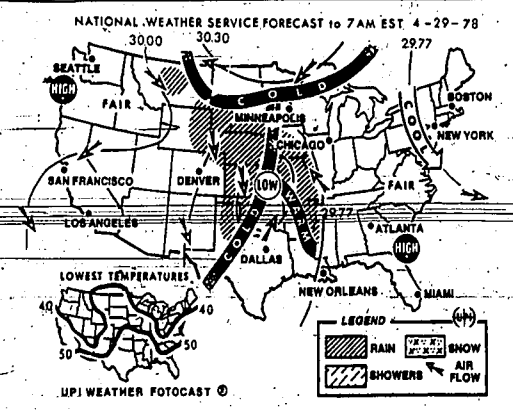 NATIONAL WEATHER SERVICE FORECAST to 7AM EST 4-29-78
30.00
30.30
29.77
SEATTLE
HIGH
FAIR
COLD
MINNEAPOLIS
CHICAGO
BOSTON
COOL
NEW YORK
SAN FRANCISCO
DENVER
LOW
FAIR
LOS ANGELES
COLD
WARM
29.77
ATLANTA
HIGH
DALLAS
NEW ORLEANS
MIAMI
LOWEST TEMPERATURES
40
40
50
50
UPI WEATHER FOTOCAST
LEGEND
UPI
RAIN
SNOW
SHOWERS
AIR FLOW